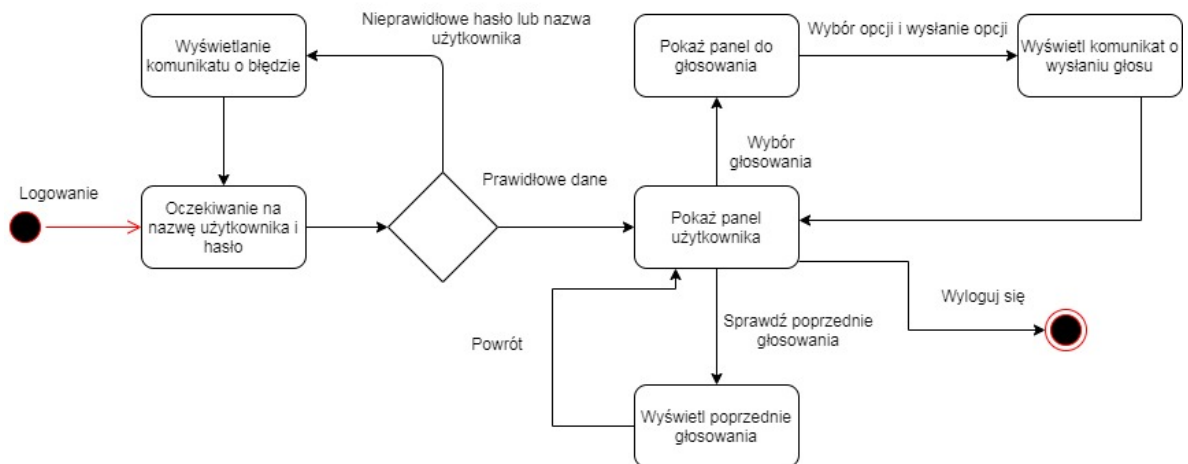 Nieprawidłowe hasło lub nazwa
użytkownika
Wyświetlanie
komunikatu o błędzie
Pokaż panel do
głosowania
Wybór opcji i wysłanie opcji
Wyświetl komunikat o
wysłaniu głosu
Wybór
głosowania
Logowanie
Oczekiwanie na
nazwę użytkownika i
hasło
Prawidłowe dane
Pokaż panel
użytkownika
Wyloguj się
Sprawdź poprzednie
głosowania
Powrót
Wyświetl poprzednie
głosowania